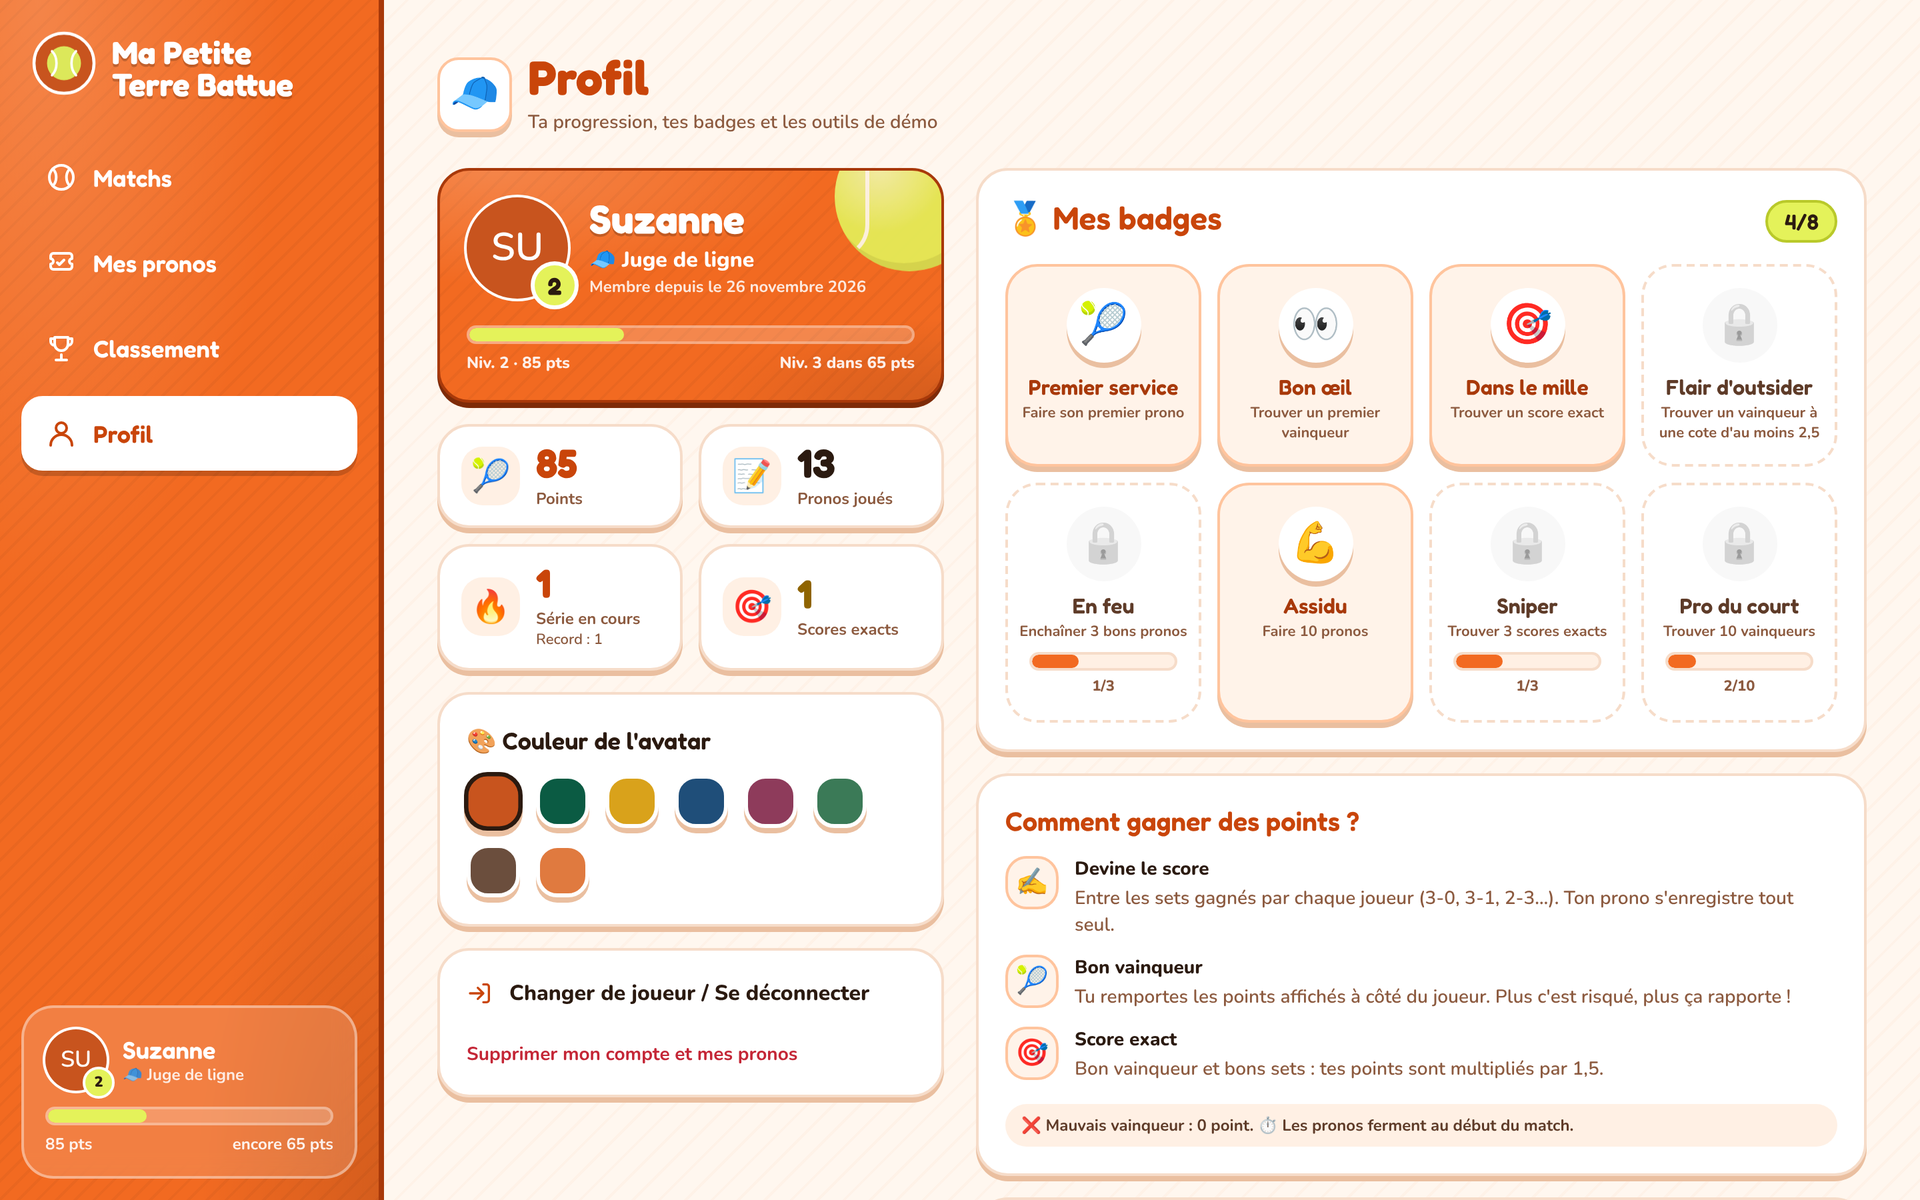 Ma Petite
Terre Battue
Matchs
Mes pronos
Classement
Profil
SU
2
Suzanne
Juge de ligne
85 pts
encore 65 pts
Profil
Ta progression, tes badges et les outils de démo
SU
2
Suzanne
Juge de ligne
Membre depuis le 26 novembre 2026
Niv. 2 · 85 pts
Niv. 3 dans 65 pts
85
Points
13
Pronos joués
1
Série en cours
Record : 1
1
Scores exacts
Couleur de l'avatar
Changer de joueur / Se déconnecter
Supprimer mon compte et mes pronos
Mes badges
4/8
Premier service
Faire son premier prono
Bon œil
Trouver un premier
vainqueur
Dans le mille
Trouver un score exact
Flair d'outsider
Trouver un vainqueur à
une cote d'au moins 2,5
En feu
Enchaîner 3 bons pronos
1/3
Assidu
Faire 10 pronos
Sniper
Trouver 3 scores exacts
1/3
Pro du court
Trouver 10 vainqueurs
2/10
Comment gagner des points ?
Devine le score
Entre les sets gagnés par chaque joueur (3-0, 3-1, 2-3...). Ton prono s'enregistre tout
seul.
Bon vainqueur
Tu remportes les points affichés à côté du joueur. Plus c'est risqué, plus ça rapporte !
Score exact
Bon vainqueur et bons sets : tes points sont multipliés par 1,5.
❌ Mauvais vainqueur : 0 point. ⏱️ Les pronos ferment au début du match.